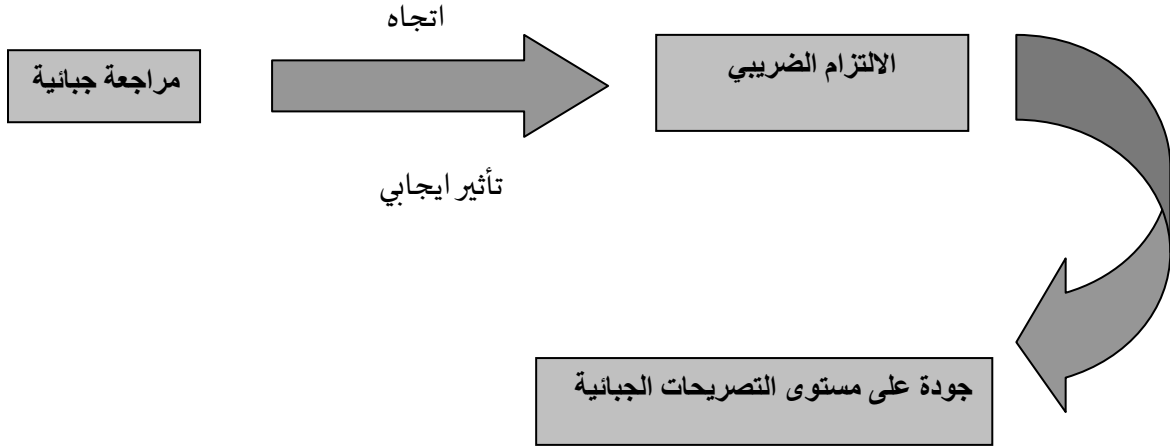 اتجاه
مراجعة جبائية
الالتزام الضريبي
تأثير ايجابي
جودة على مستوى التصريحات الجبائية